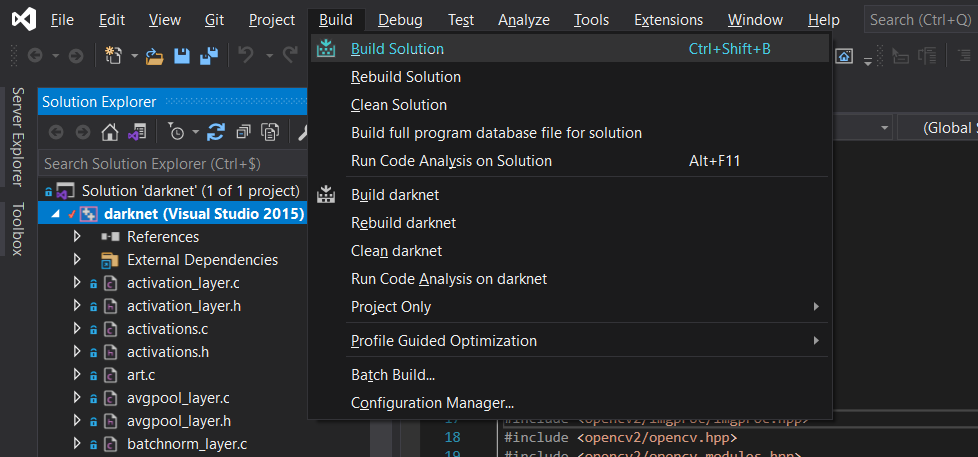 File Edit View Git Project Build Debug Test Analyze Tools Extensions Window Help Search (Ctrl+Q)
Build Solution Ctrl+Shift+B
Rebuild Solution
Clean Solution
Build full program database file for solution
Run Code Analysis on Solution Alt+F11
Build darknet
Rebuild darknet
Clean darknet
Run Code Analysis on darknet
Project Only
Profile Guided Optimization
Batch Build...
Configuration Manager...
Server Explorer
Toolbox
Solution Explorer
Search Solution Explorer (Ctrl+$)
Solution 'darknet' (1 of 1 project)
darknet (Visual Studio 2015)
References
External Dependencies
activation_layer.c
activation_layer.h
activations.c
activations.h
art.c
avgpool_layer.c
avgpool_layer.h
batchnorm_layer.c
(Global S
17 #include <opencv2/imgproc/imgproc.hpp>
18 #include <opencv2/opencv.hpp>
19 #include <opencv2/opencv_modules.hpp>